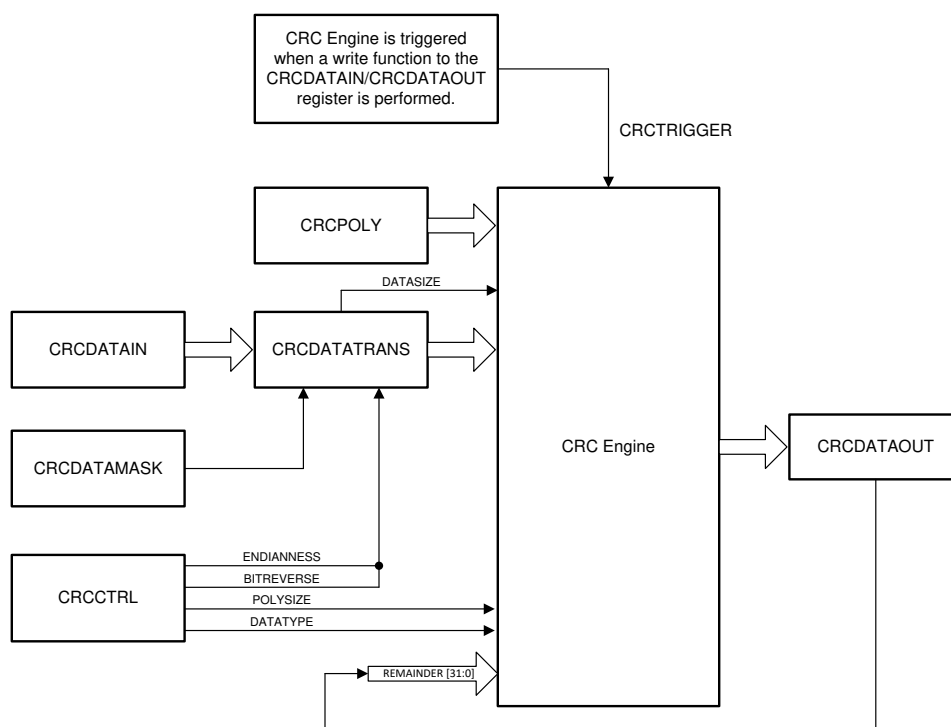 CRC Engine is triggered
when a write function to the
CRCDATAIN/CRCDATAOUT
register is performed.
CRCTRIGGER
CRCPOLY
DATASIZE
CRCDATAIN
CRCDATATRANS
CRCDATAMASK
CRC Engine
CRCDATAOUT
CRCCTRL
ENDIANNESS
BITREVERSE
POLYSIZE
DATATYPE
REMAINDER [31:0]